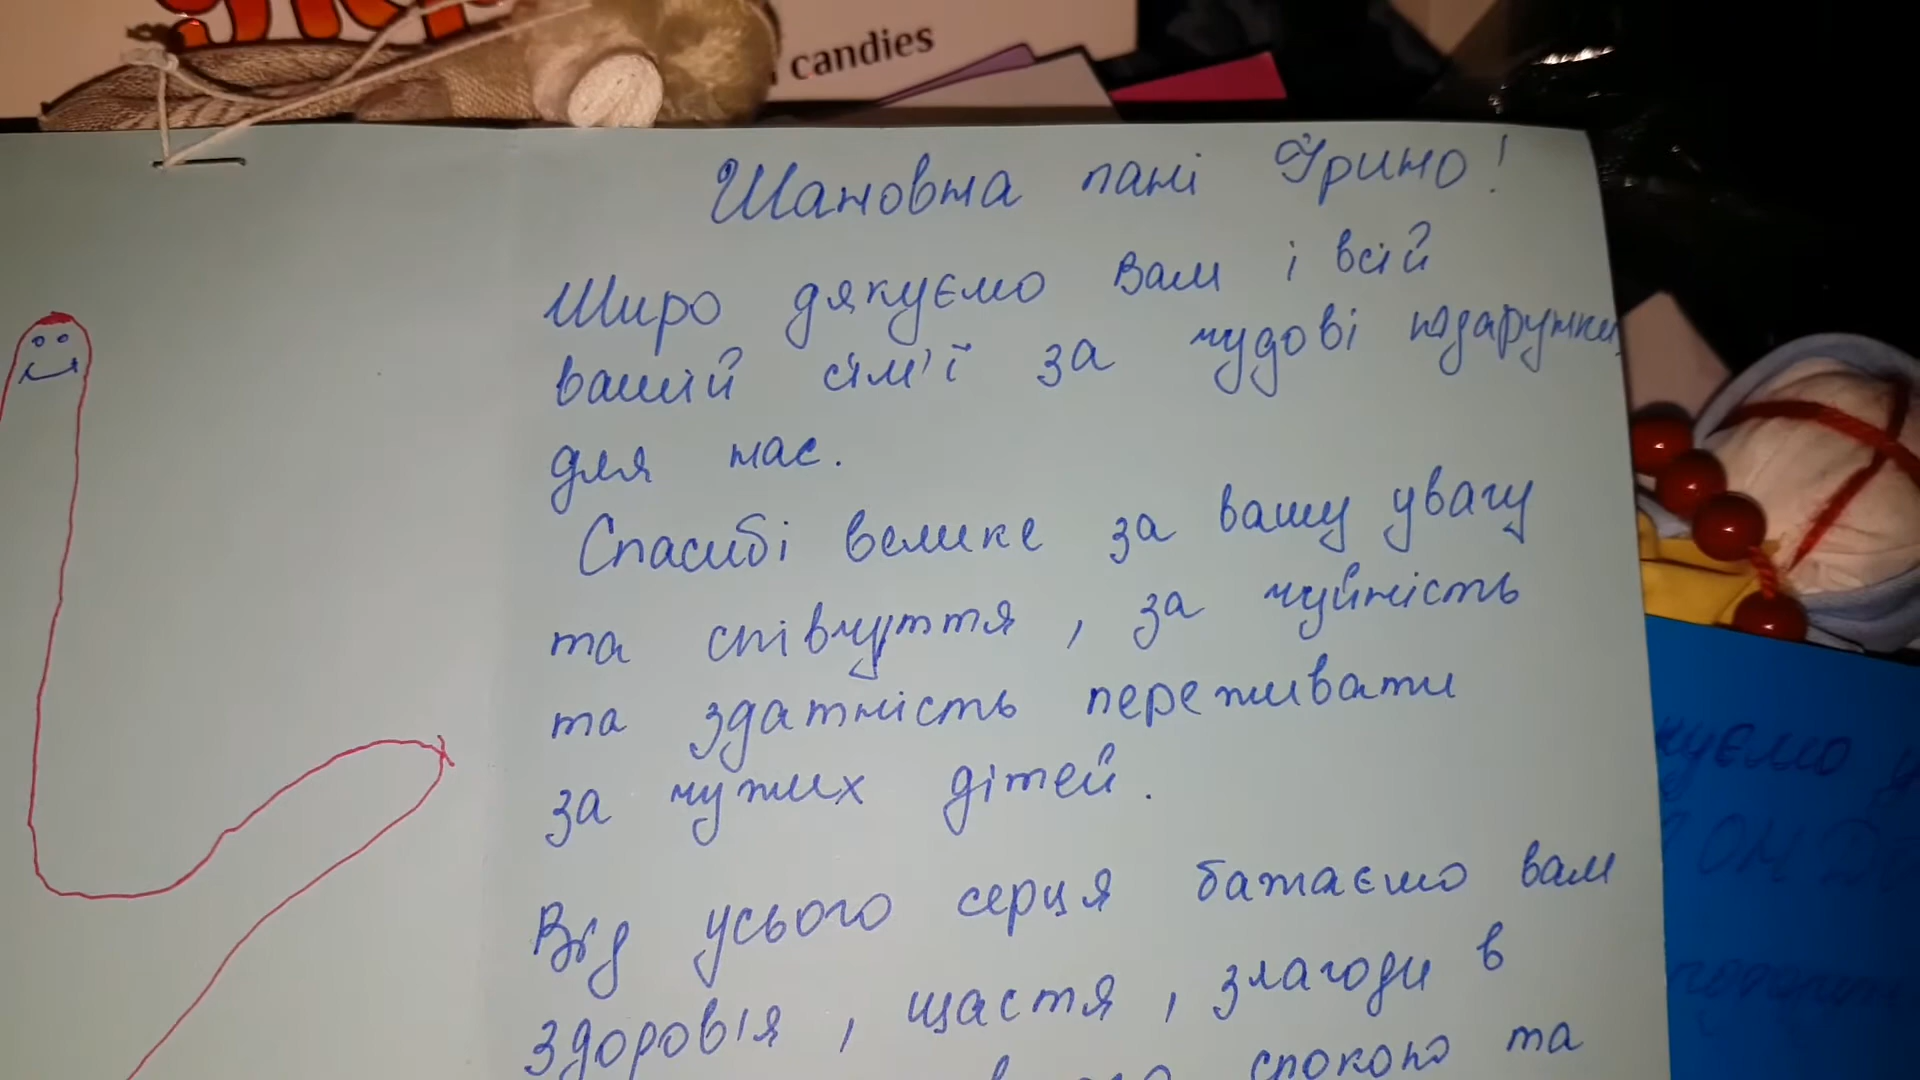 candies
Шановна пані Ірино!
Щиро дякуємо Вам і всій
вашій сім'ї за чудові подарунки
для нас.
Спасибі велике за вашу увагу
та співчуття, за чуйність
та здатність переживати
за чужих дітей.
Від усього серця бажаємо вам
здоров'я, щастя, злагоди в
спокою та